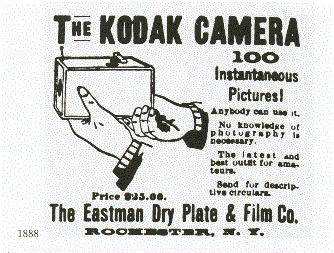 THE KODAK CAMERA
100
Instantaneous
Pictures!
Anybody can use it.
No knowledge of
photography is
necessary.
The latest and
best outfit for ama-
teurs.
Send for descrip-
tive circulars.
Price $25.00.
The Eastman Dry Plate & Film Co.
ROCHESTER, N. Y.
1888